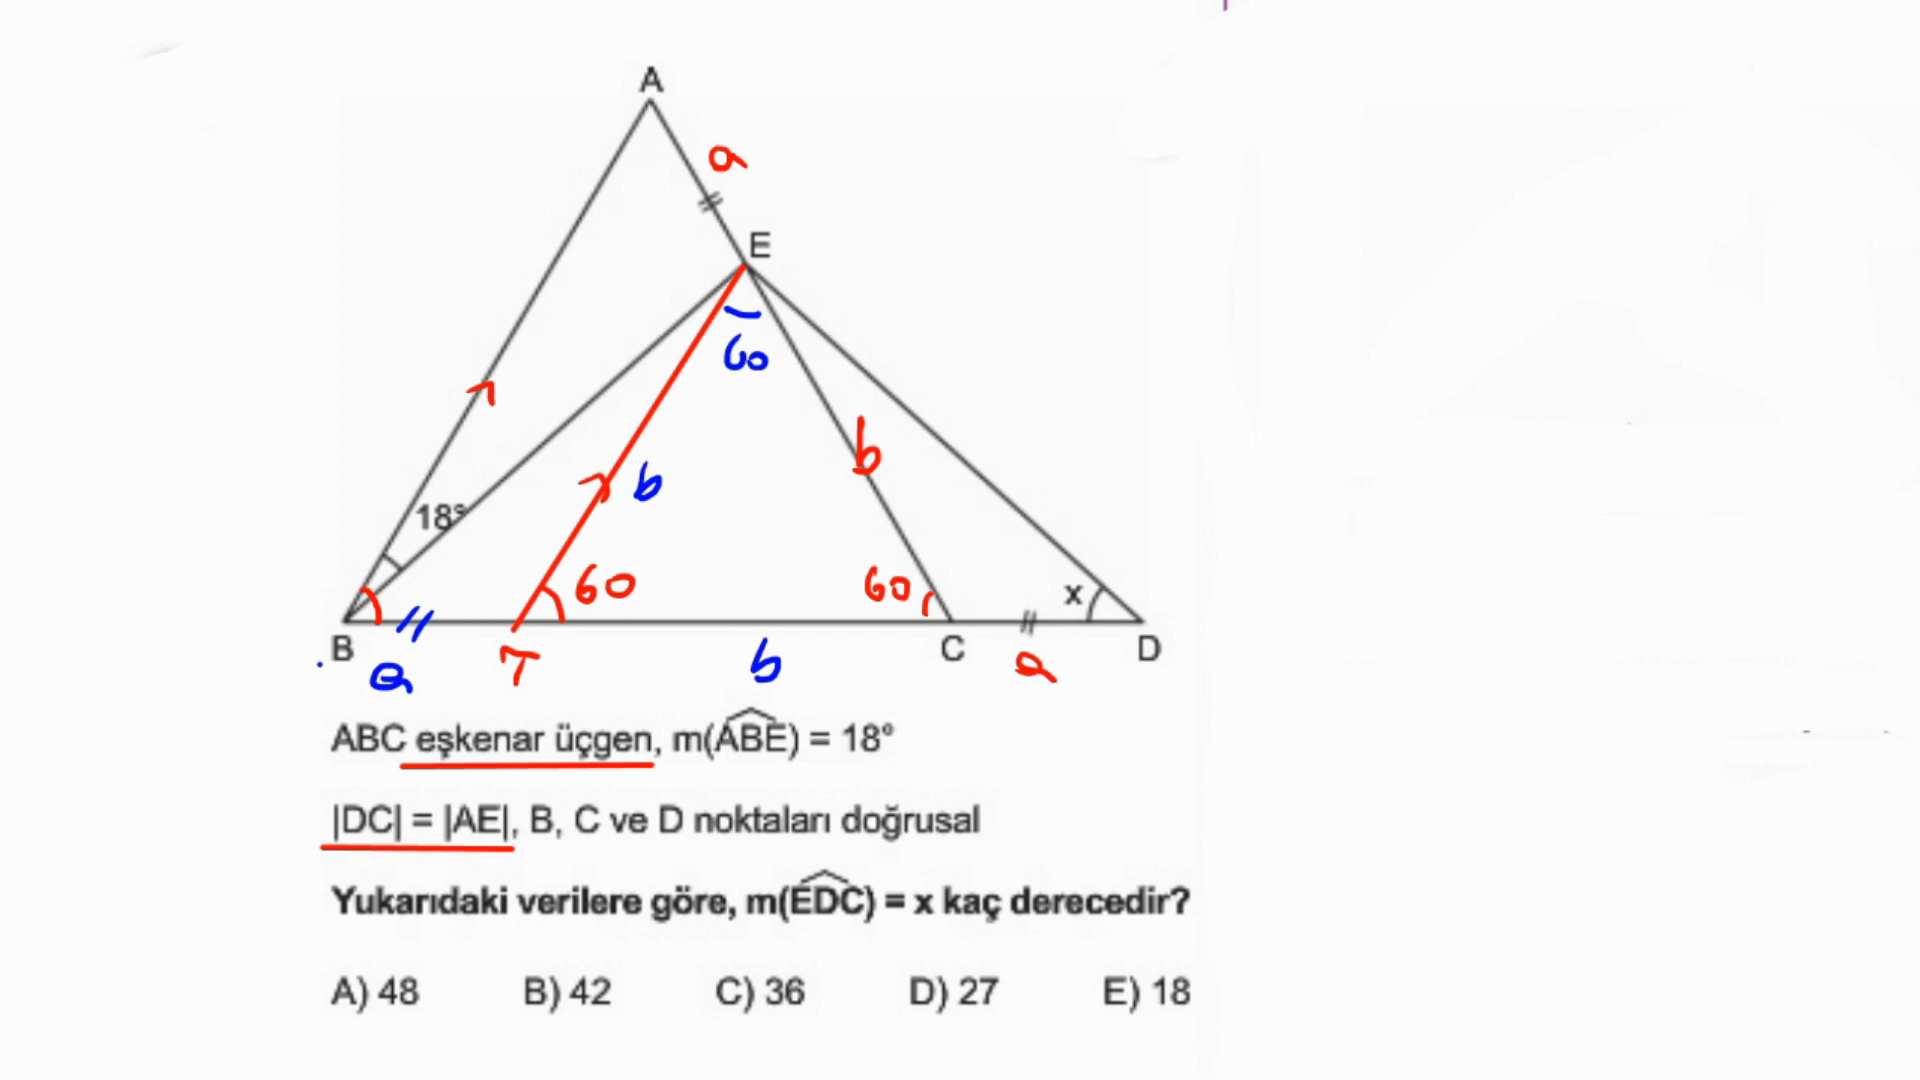 A
a
E
60
b
b
18°
60
60
x
B
T
C
D
a
b
a
ABC eşkenar üçgen, m(ABE) = 18°
|DC| = |AE|, B, C ve D noktaları doğrusal
Yukarıdaki verilere göre, m(EDC) = x kaç derecedir?
A) 48 B) 42 C) 36 D) 27 E) 18